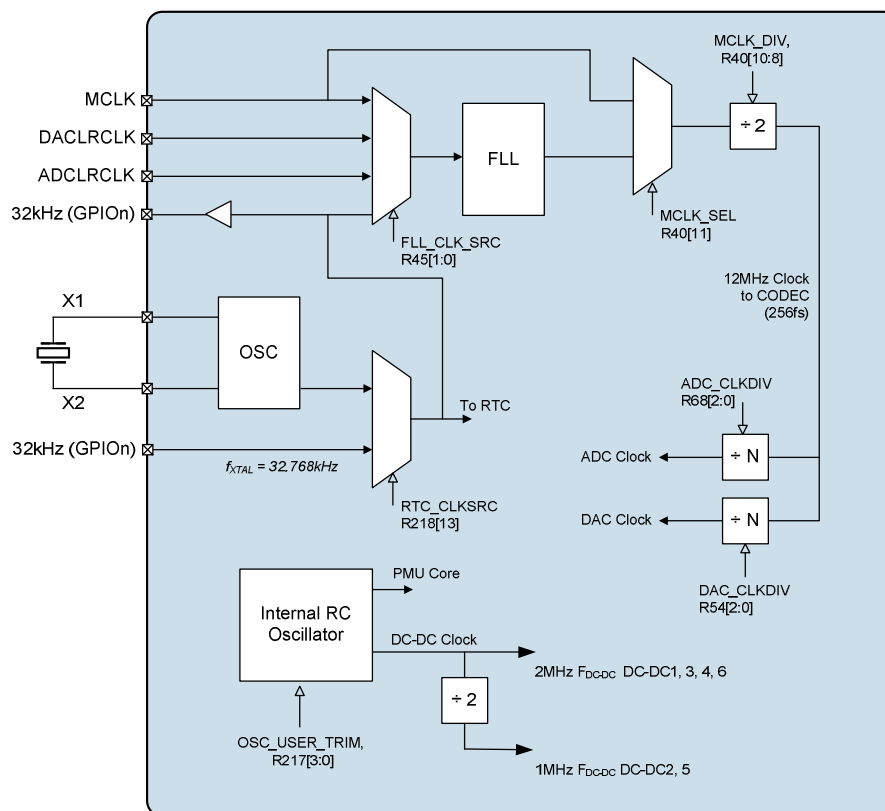 MCLK_DIV,
R40[10:8]
MCLK
DACLRCLK
ADCLRCLK
32kHz (GPIOn)
FLL
÷ 2
FLL_CLK_SRC
R45[1:0]
MCLK_SEL
R40[11]
12MHz Clock
to CODEC
(256fs)
X1
OSC
X2
To RTC
32kHz (GPIOn)
fXTAL = 32.768kHz
RTC_CLKSRC
R218[13]
ADC_CLKDIV
R68[2:0]
ADC Clock
÷ N
DAC Clock
÷ N
DAC_CLKDIV
R54[2:0]
Internal RC
Oscillator
PMU Core
DC-DC Clock
2MHz FDC-DC DC-DC1, 3, 4, 6
÷ 2
OSC_USER_TRIM,
R217[3:0]
1MHz FDC-DC DC-DC2, 5